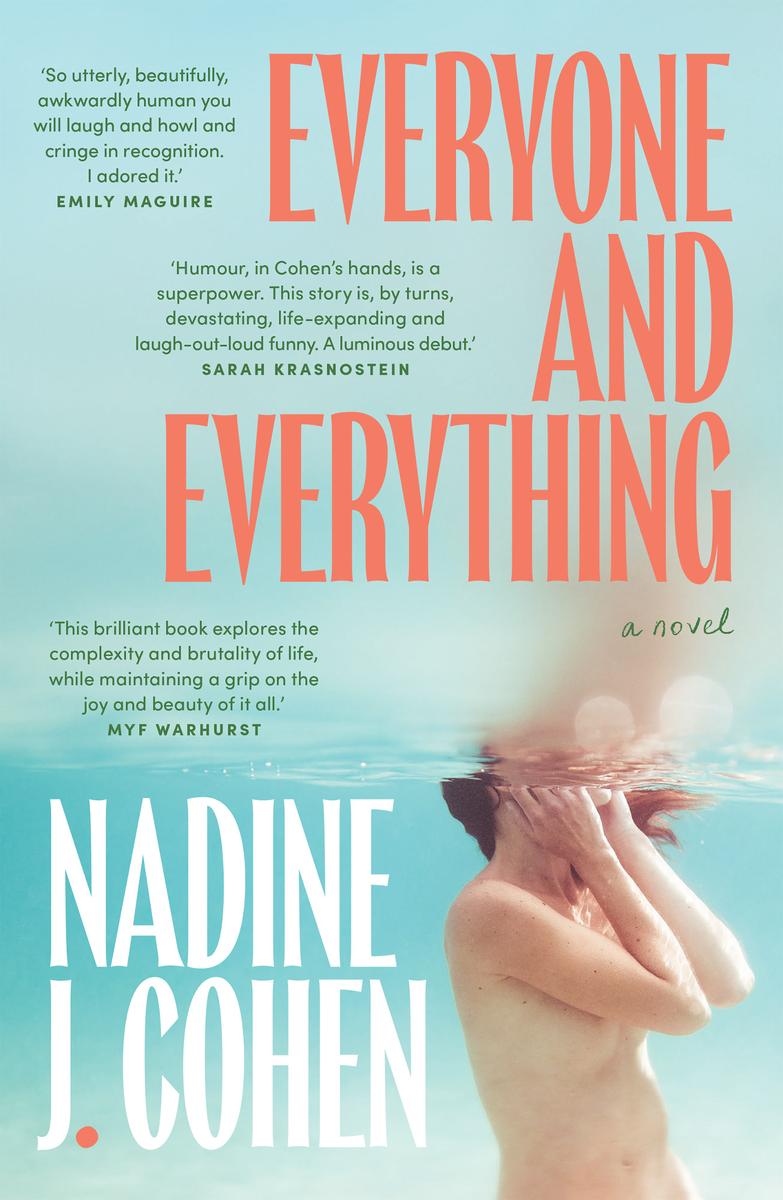 ‘So utterly, beautifully,
awkwardly human you
will laugh and howl and
cringe in recognition.
I adored it.’
EMILY MAGUIRE
EVERYONE
AND
‘Humour, in Cohen’s hands, is a
superpower. This story is, by turns,
devastating, life-expanding and
laugh-out-loud funny. A luminous debut.’
SARAH KRASNOSTEIN
EVERYTHING
a novel
‘This brilliant book explores the
complexity and brutality of life,
while maintaining a grip on the
joy and beauty of it all.’
MYF WARHURST
NADINE
J. COHEN